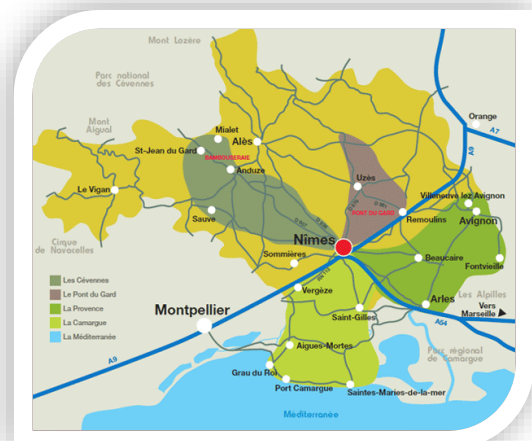 Mont Lozère
Parc national
des Cévennes
Mont
Aigual
Orange
A7
A9
Mialet
Alès
St-Jean du Gard
BAMBOUSERAIE
Anduze
Uzès
Le Vigan
Villeneuve lez Avignon
PONT DU GARD
Remoulins
Avignon
Sauve
Nîmes
Cirque
de Navacelles
Sommières
Beaucaire
Fontvieille
Les Cévennes
Le Pont du Gard
La Provence
La Camargue
La Méditerranée
Vergèze
Montpellier
Saint-Gilles
Arles
Les Alpilles
Vers
Marseille
A54
Aigues-Mortes
Parc régional
de Camargue
A9
Grau du Roi
Port Camargue
Saintes-Maries-de-la-mer
Méditerranée